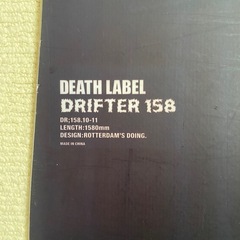 DEATH LABEL
DRIFTER 158
DR;158.10-11
LENGTH:1580mm
DESIGN:ROTTERDAM'S DOING.
MADE IN CHINA